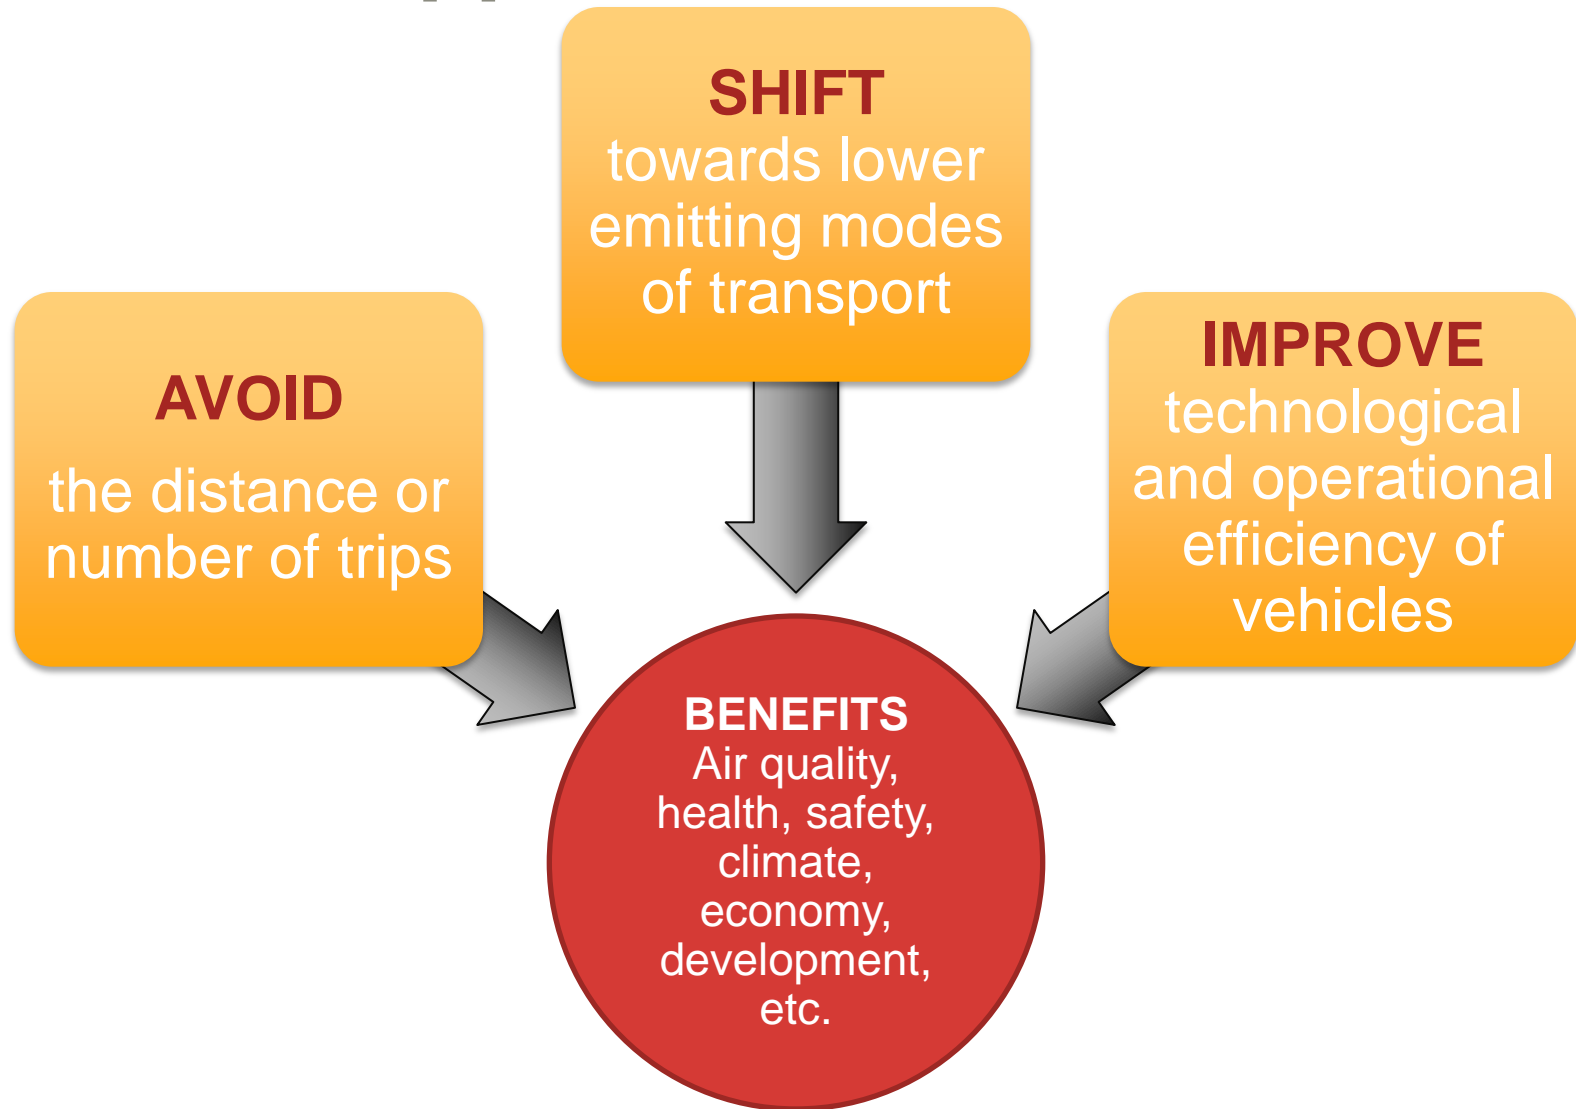 SHIFT
towards lower
emitting modes
of transport
AVOID
the distance or
number of trips
IMPROVE
technological
and operational
efficiency of
vehicles
BENEFITS
Air quality,
health, safety,
climate,
economy,
development,
etc.